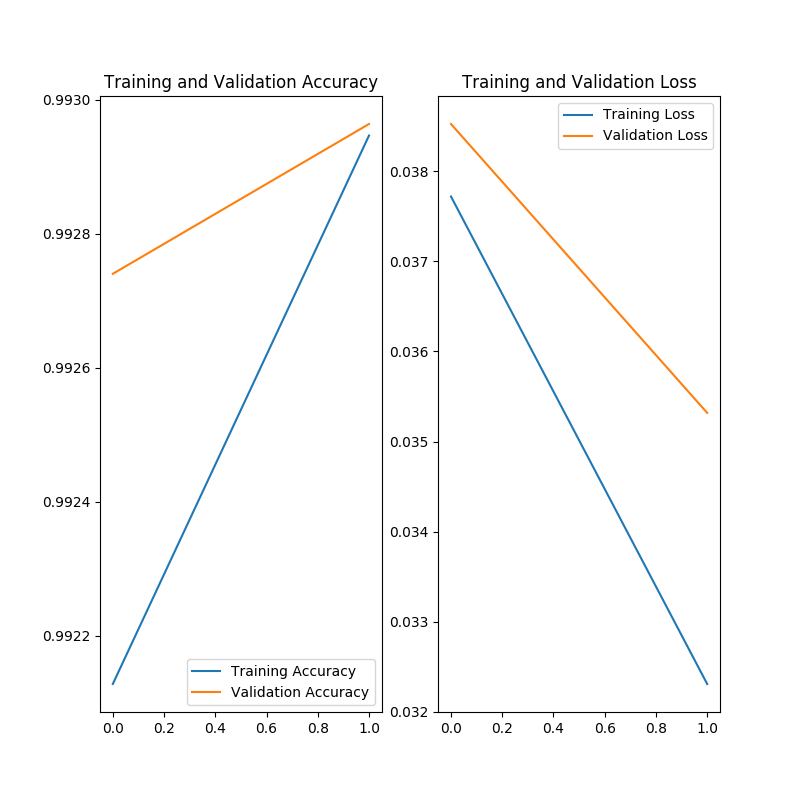 Training and Validation Accuracy
0.9930
0.9928
0.9926
0.9924
0.9922
Training Accuracy
Validation Accuracy
0.0 0.2 0.4 0.6 0.8 1.0
Training and Validation Loss
Training Loss
Validation Loss
0.038
0.037
0.036
0.035
0.034
0.033
0.032
0.0 0.2 0.4 0.6 0.8 1.0